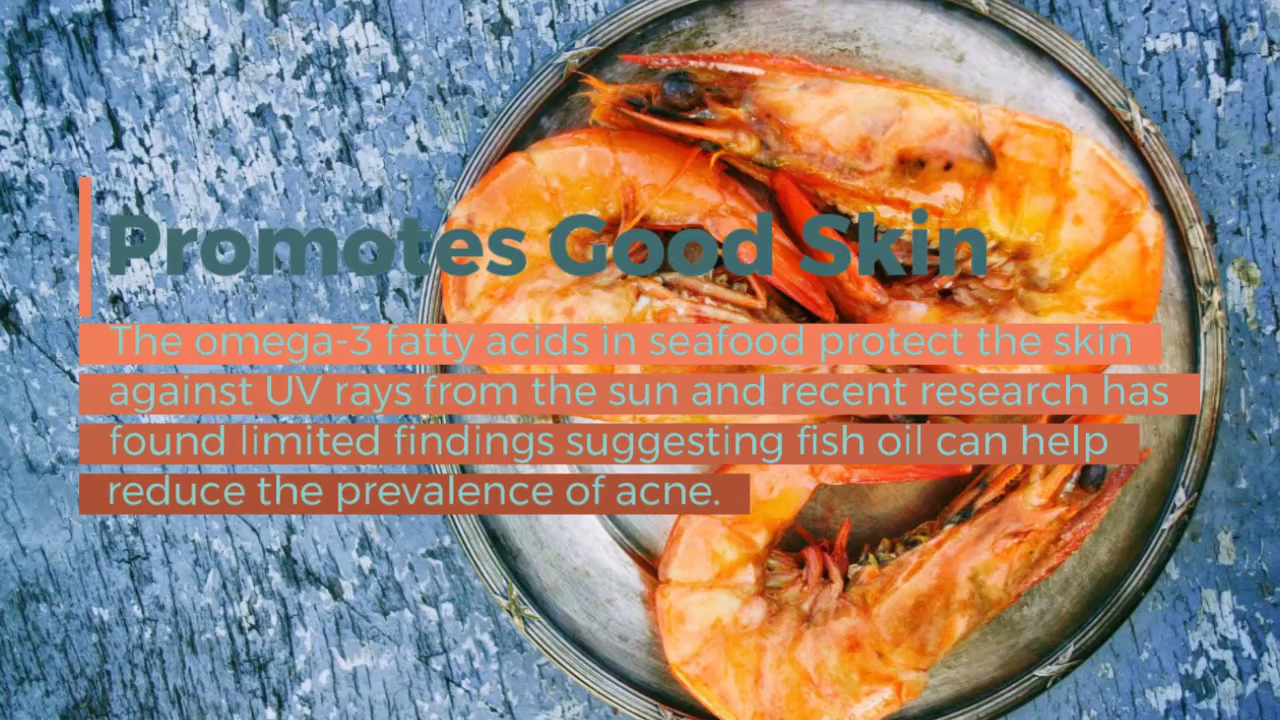 Promotes Good Skin
The omega-3 fatty acids in seafood protect the skin
against UV rays from the sun and recent research has
found limited findings suggesting fish oil can help
reduce the prevalence of acne.